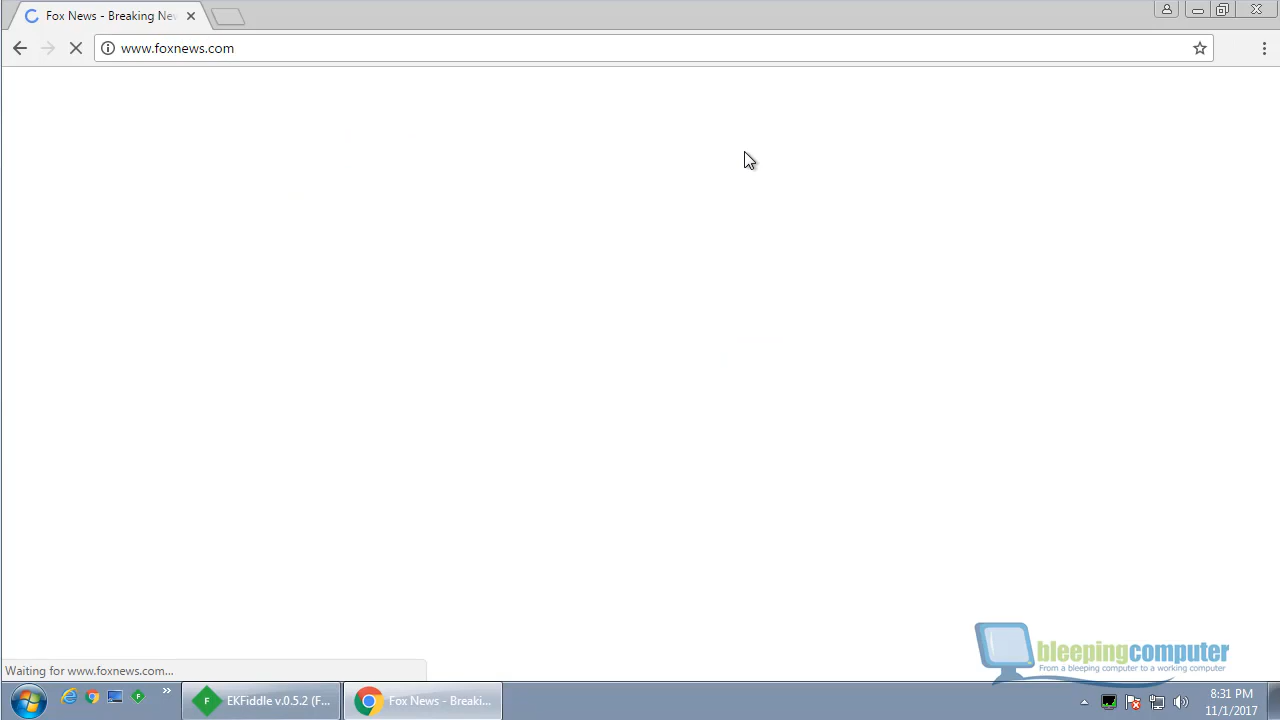 Fox News - Breaking Nev
www.foxnews.com
bleepingcomputer
From a bleeping computer to a working computer
Waiting for www.foxnews.com...
EKFiddle v.0.5.2 (F...
Fox News - Breaki...
8:31 PM
11/1/2017